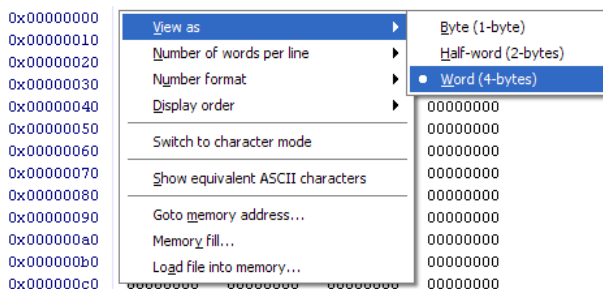 0x00000000 View as Byte (1-byte)
0x00000010 Number of words per line Half-word (2-bytes)
0x00000020 Number format Word (4-bytes)
0x00000030
0x00000040 Display order 00000000
0x00000050 00000000
0x00000060 Switch to character mode 00000000
0x00000070 Show equivalent ASCII characters 00000000
0x00000080 00000000
0x00000090 Goto memory address... 00000000
0x000000a0 Memory fill... 00000000
0x000000b0 Load file into memory... 00000000
0x000000c0 00000000 00000000 00000000 00000000